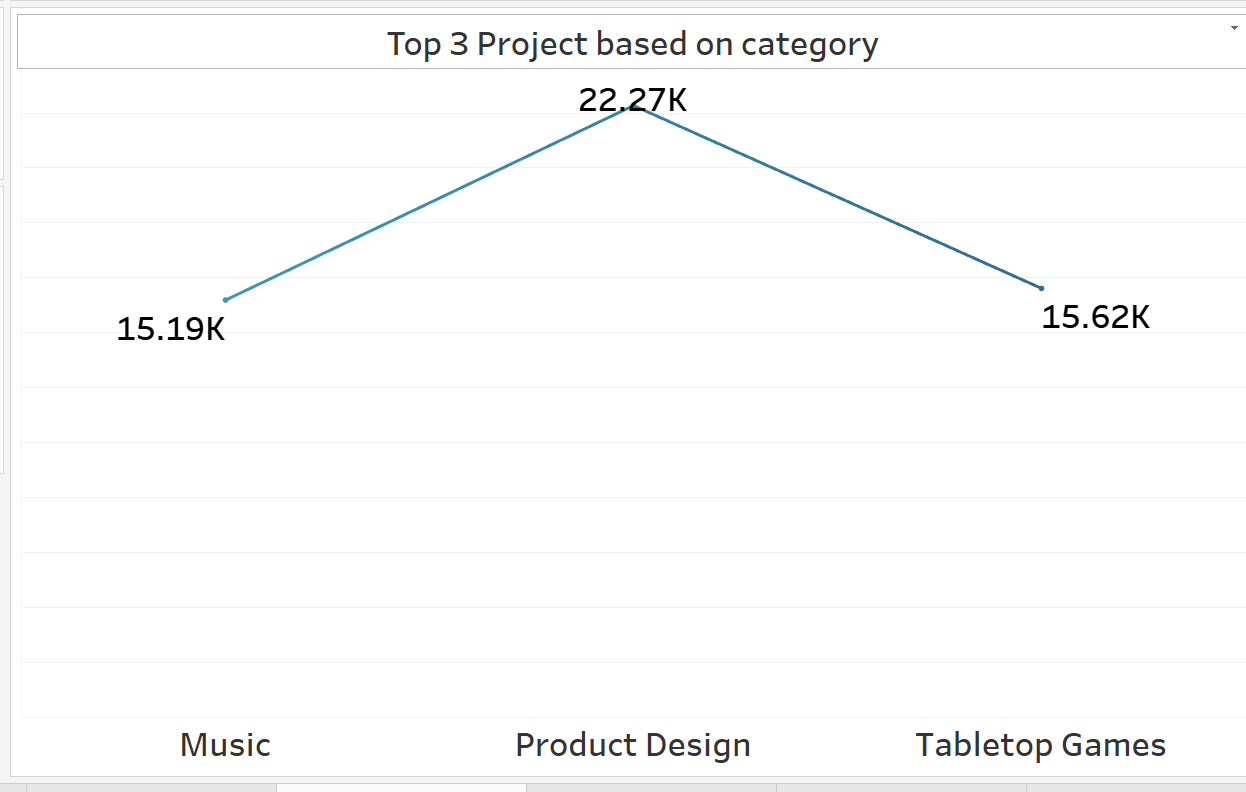 Top 3 Project based on category
22.27K
15.19K
15.62K
Music
Product Design
Tabletop Games